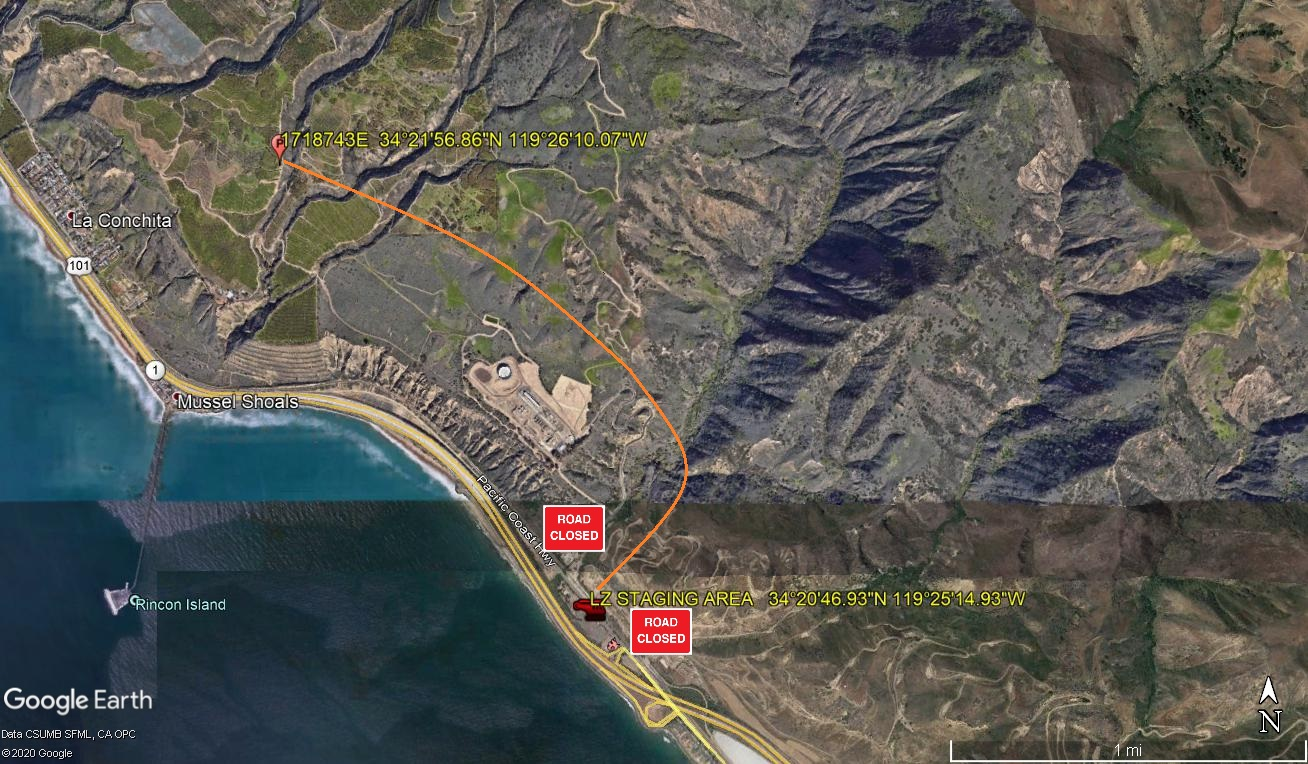 1718743E  34°21'56.86"N 119°26'10.07"W
La Conchita
101
1
Mussel Shoals
Pacific Coast Hwy
ROAD
CLOSED
Rincon Island
LZ STAGING AREA   34°20'46.93"N 119°25'14.93"W
ROAD
CLOSED
Google Earth
N
Data CSUMB SFML, CA OPC
©2020 Google
1 mi